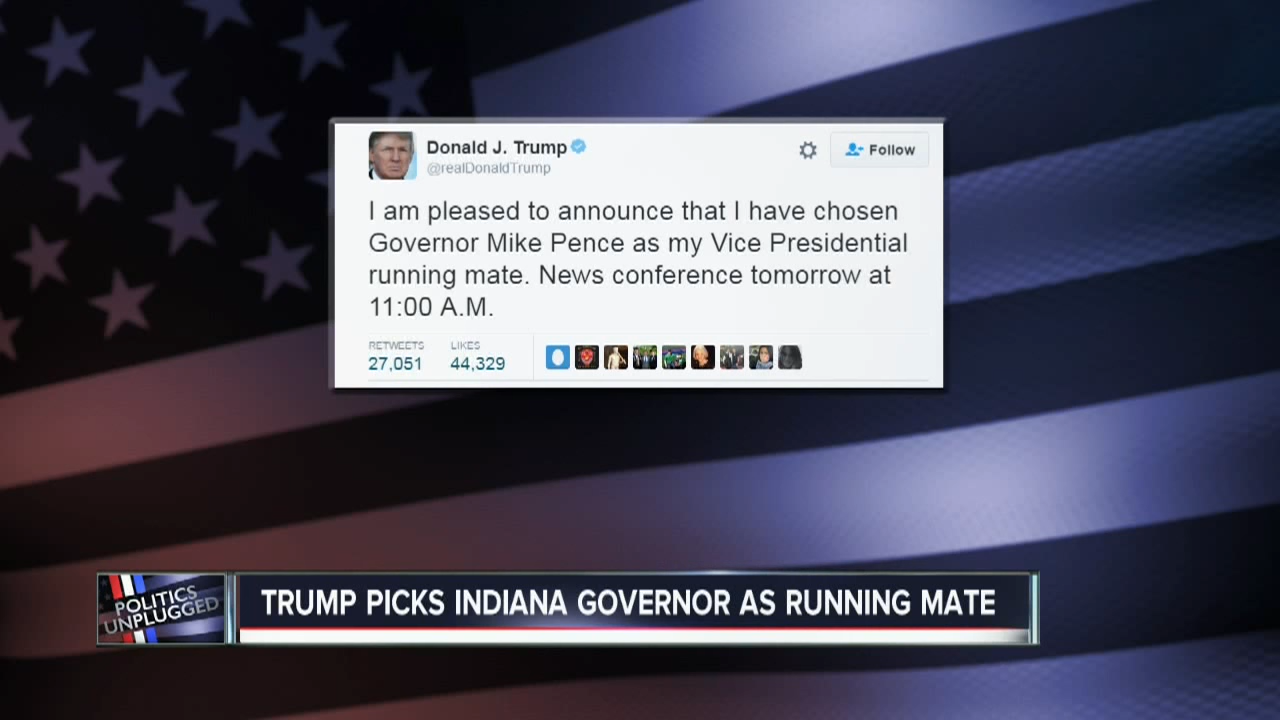 Donald J. Trump
@realDonaldTrump
Follow
I am pleased to announce that I have chosen
Governor Mike Pence as my Vice Presidential
running mate. News conference tomorrow at
11:00 A.M.
RETWEETS LIKES
27,051 44,329
POLITICS
UNPLUGGED
TRUMP PICKS INDIANA GOVERNOR AS RUNNING MATE